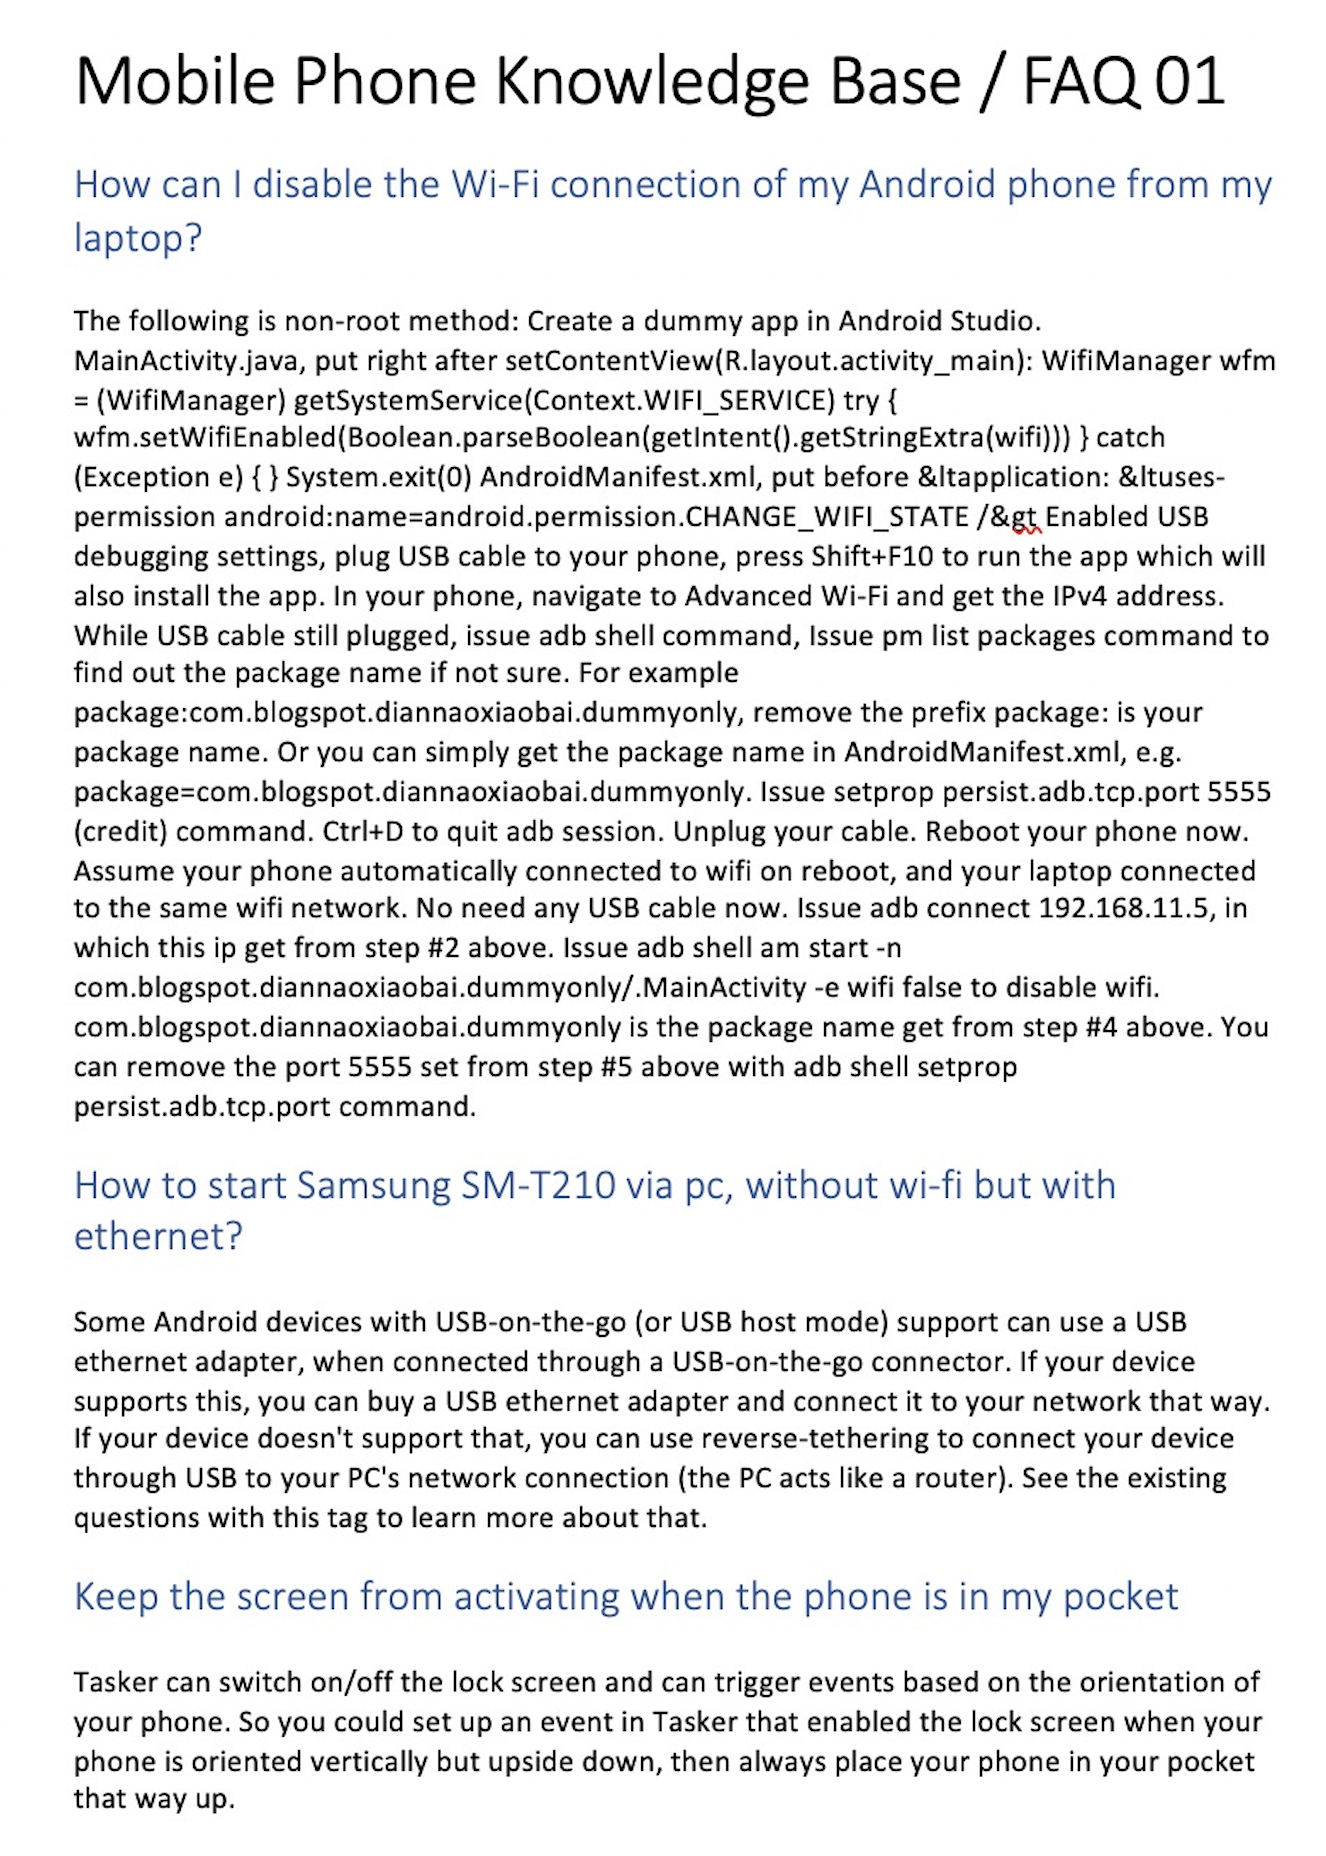 Mobile Phone Knowledge Base / FAQ 01
How can I disable the Wi-Fi connection of my Android phone from my
laptop?
The following is non-root method: Create a dummy app in Android Studio.
MainActivity.java, put right after setContentView(R.layout.activity_main): WifiManager wfm
= (WifiManager) getSystemService(Context.WIFI_SERVICE) try {
wfm.setWifiEnabled(Boolean.parseBoolean(getIntent().getStringExtra(wifi))) } catch
(Exception e) { } System.exit(0) AndroidManifest.xml, put before &ltapplication: &ltuses-
permission android:name=android.permission.CHANGE_WIFI_STATE /&gt Enabled USB
debugging settings, plug USB cable to your phone, press Shift+F10 to run the app which will
also install the app. In your phone, navigate to Advanced Wi-Fi and get the IPv4 address.
While USB cable still plugged, issue adb shell command, Issue pm list packages command to
find out the package name if not sure. For example
package:com.blogspot.diannaoxiaobai.dummyonly, remove the prefix package: is your
package name. Or you can simply get the package name in AndroidManifest.xml, e.g.
package=com.blogspot.diannaoxiaobai.dummyonly. Issue setprop persist.adb.tcp.port 5555
(credit) command. Ctrl+D to quit adb session. Unplug your cable. Reboot your phone now.
Assume your phone automatically connected to wifi on reboot, and your laptop connected
to the same wifi network. No need any USB cable now. Issue adb connect 192.168.11.5, in
which this ip get from step #2 above. Issue adb shell am start -n
com.blogspot.diannaoxiaobai.dummyonly/.MainActivity -e wifi false to disable wifi.
com.blogspot.diannaoxiaobai.dummyonly is the package name get from step #4 above. You
can remove the port 5555 set from step #5 above with adb shell setprop
persist.adb.tcp.port command.
How to start Samsung SM-T210 via pc, without wi-fi but with
ethernet?
Some Android devices with USB-on-the-go (or USB host mode) support can use a USB
ethernet adapter, when connected through a USB-on-the-go connector. If your device
supports this, you can buy a USB ethernet adapter and connect it to your network that way.
If your device doesn't support that, you can use reverse-tethering to connect your device
through USB to your PC's network connection (the PC acts like a router). See the existing
questions with this tag to learn more about that.
Keep the screen from activating when the phone is in my pocket
Tasker can switch on/off the lock screen and can trigger events based on the orientation of
your phone. So you could set up an event in Tasker that enabled the lock screen when your
phone is oriented vertically but upside down, then always place your phone in your pocket
that way up.